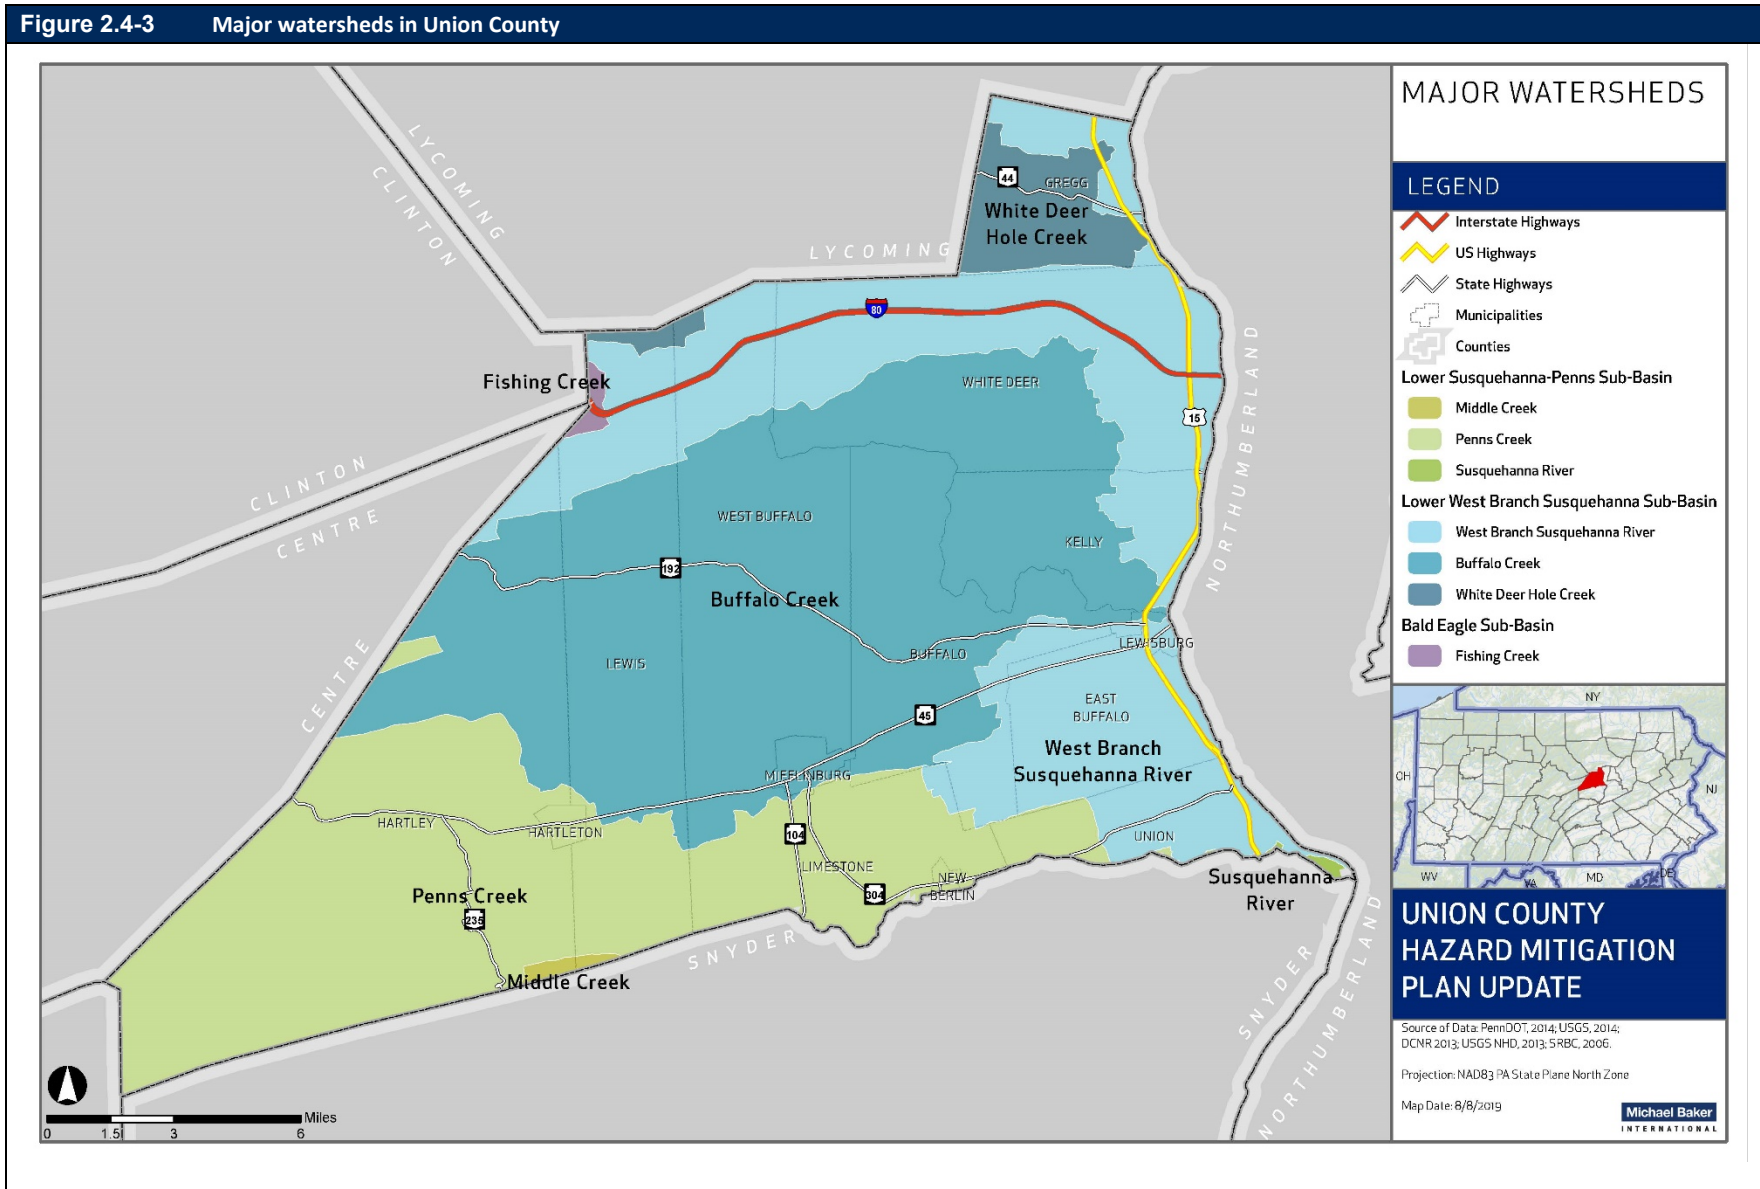 Figure 2.4-3 Major watersheds in Union County
MAJOR WATERSHEDS
LEGEND
Interstate Highways
US Highways
State Highways
Municipalities
Counties
Lower Susquehanna-Penns Sub-Basin
Middle Creek
Penns Creek
Susquehanna River
Lower West Branch Susquehanna Sub-Basin
West Branch Susquehanna River
Buffalo Creek
White Deer Hole Creek
Bald Eagle Sub-Basin
Fishing Creek
NY
OH
NJ
WV
VA
MD
DE
UNION COUNTY
HAZARD MITIGATION
PLAN UPDATE
Source of Data: PennDOT, 2014; USGS, 2014;
DCNR 2013; USGS NHD, 2013; SRBC, 2006.
Projection: NAD83 PA State Plane North Zone
Map Date: 8/8/2019
Michael Baker
INTERNATIONAL
LYCOMING
CLINTON
LYCOMING
44
GREGG
White Deer
Hole Creek
80
Fishing Creek
WHITE DEER
NORTHUMBERLAND
15
CLINTON
CENTRE
WEST BUFFALO
KELLY
192
Buffalo Creek
CENTRE
LEWIS
BUFFALO
LEWISBURG
45
EAST
BUFFALO
West Branch
Susquehanna River
MIFFLINBURG
HARTLEY
HARTLETON
104
UNION
LIMESTONE
304
NEW
BERLIN
Susquehanna
River
Penns Creek
235
SNYDER
Middle Creek
SNYDER
NORTHUMBERLAND
Miles
0 1.5 3 6